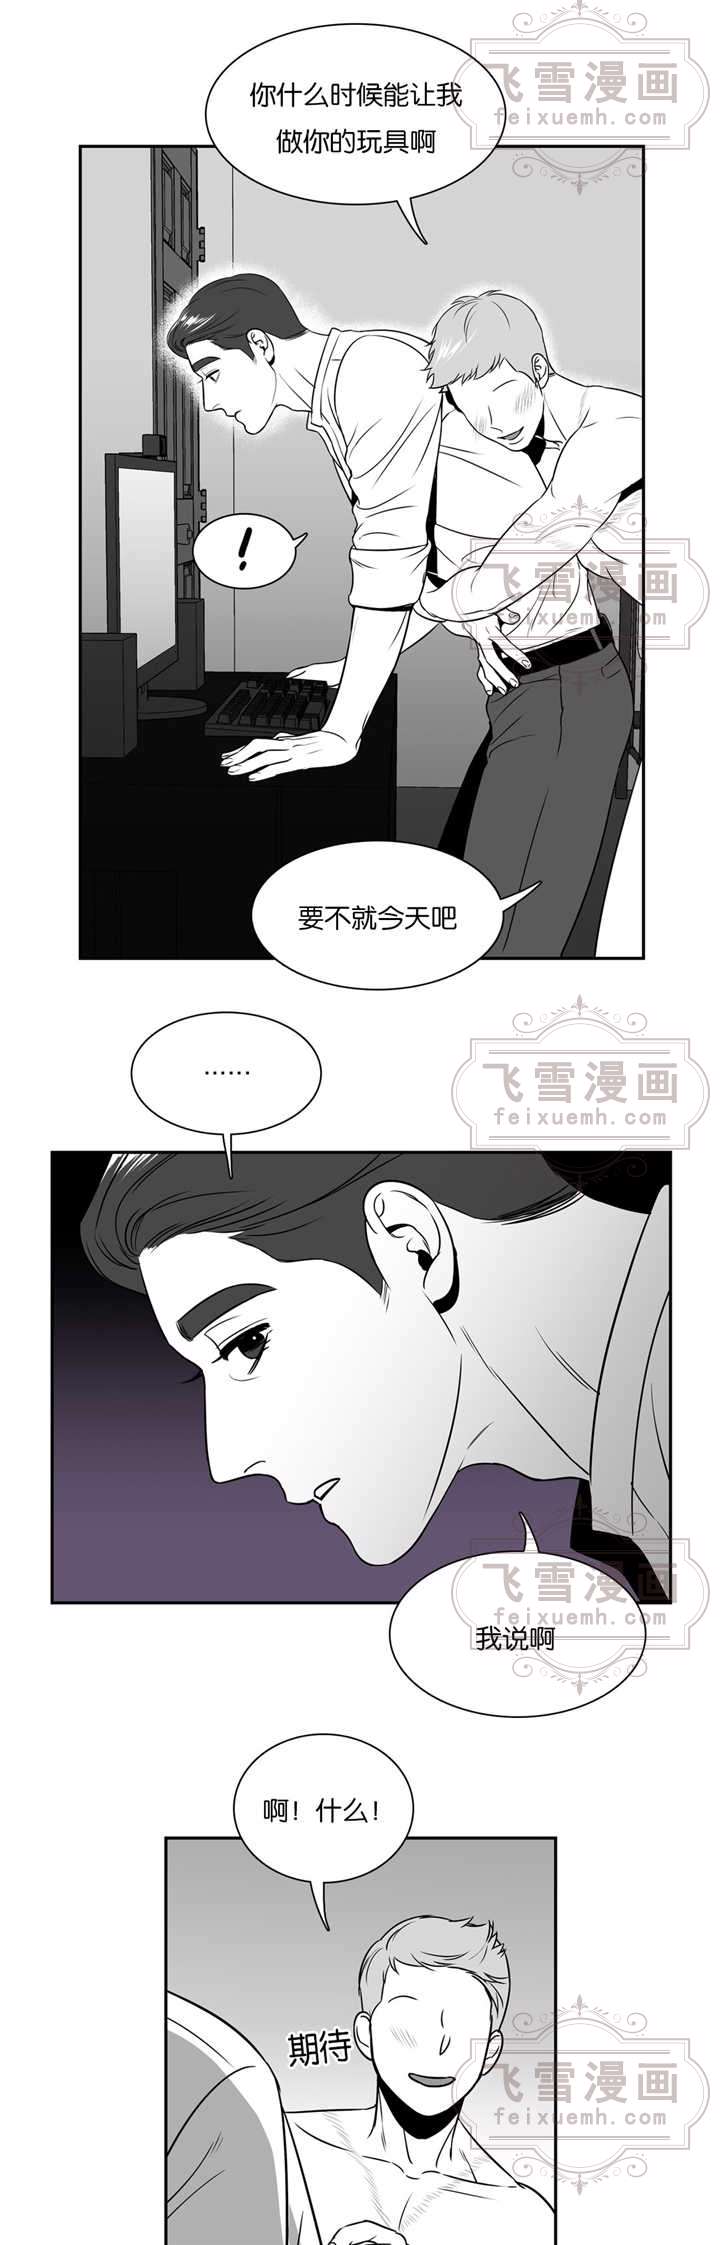 飞雪漫画
feixuemh.com
你什么时候能让我
做你的玩具啊
!
飞雪漫画
feixuemh.com
要不就今天吧
飞雪漫画
feixuemh.com
……
飞雪漫画
feixuemh.com
我说啊
啊！什么！
期待
飞雪漫画
feixuemh.com